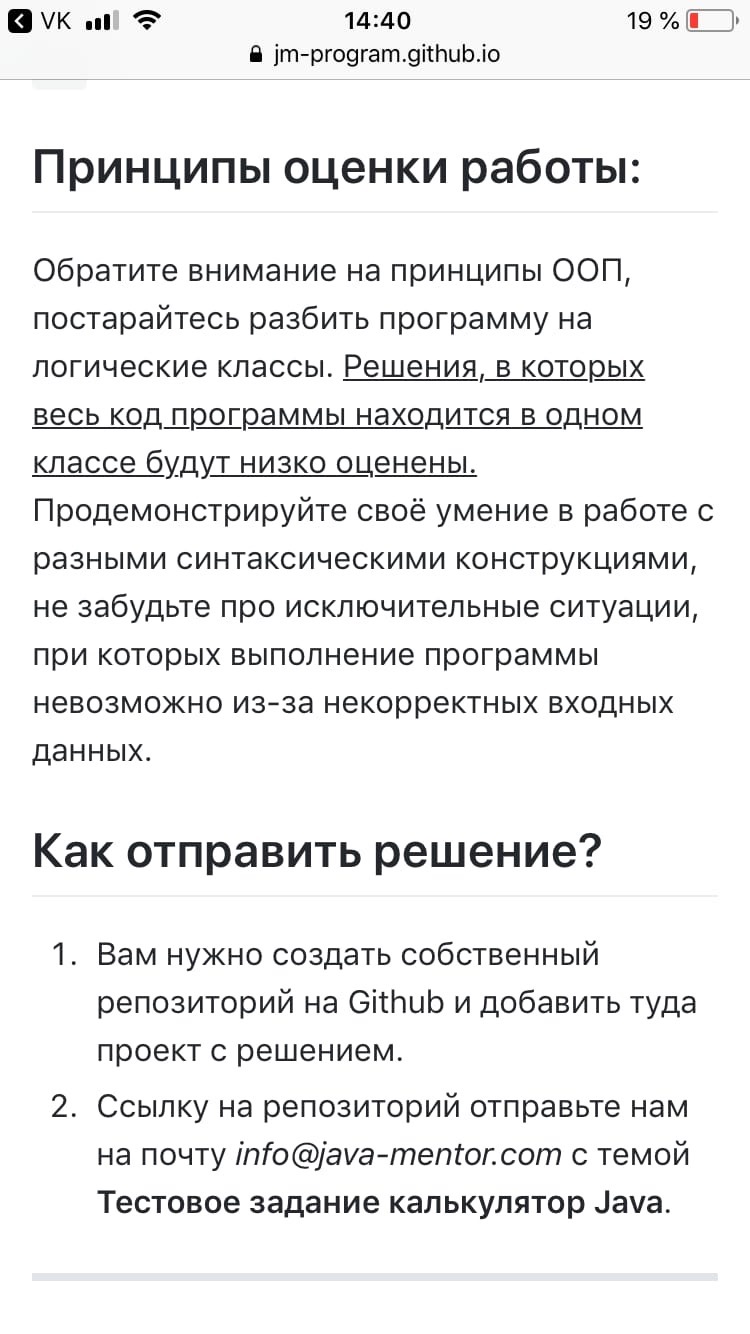 VK 14:40 19 %
jm-program.github.io
Принципы оценки работы:
Обратите внимание на принципы ООП,
постарайтесь разбить программу на
логические классы. Решения, в которых
весь код программы находится в одном
классе будут низко оценены.
Продемонстрируйте своё умение в работе с
разными синтаксическими конструкциями,
не забудьте про исключительные ситуации,
при которых выполнение программы
невозможно из-за некорректных входных
данных.
Как отправить решение?
1. Вам нужно создать собственный
репозиторий на Github и добавить туда
проект с решением.
2. Ссылку на репозиторий отправьте нам
на почту info@java-mentor.com с темой
Тестовое задание калькулятор Java.